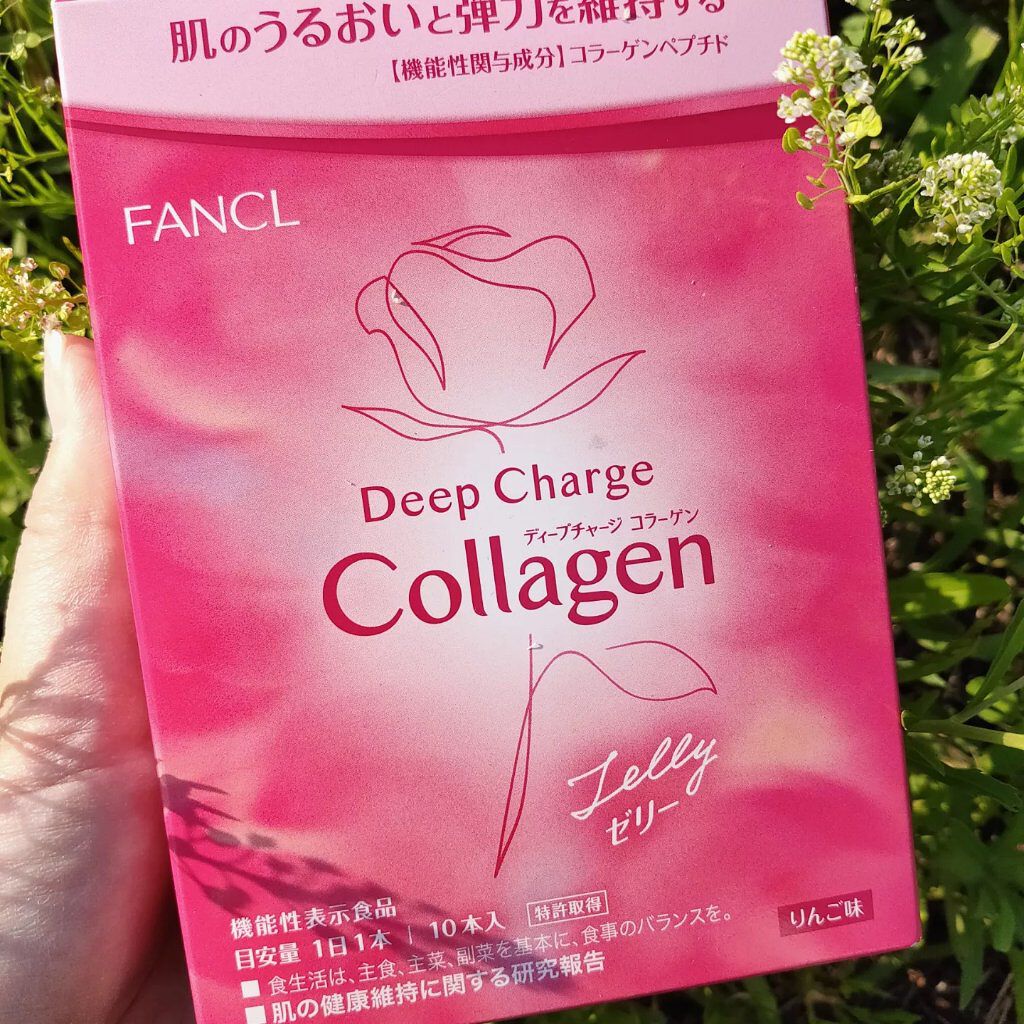 肌のうるおいと弾力を維持する
【機能性関与成分】コラーゲンペプチド
FANCL
Deep Charge
ディープチャージ コラーゲン
Collagen
Jelly
ゼリー
機能性表示食品
目安量 1日1本 | 10本入 特許取得
りんご味
■ 食生活は、主食、主菜、副菜を基本に、食事のバランスを。
■ 肌の健康維持に関する研究報告